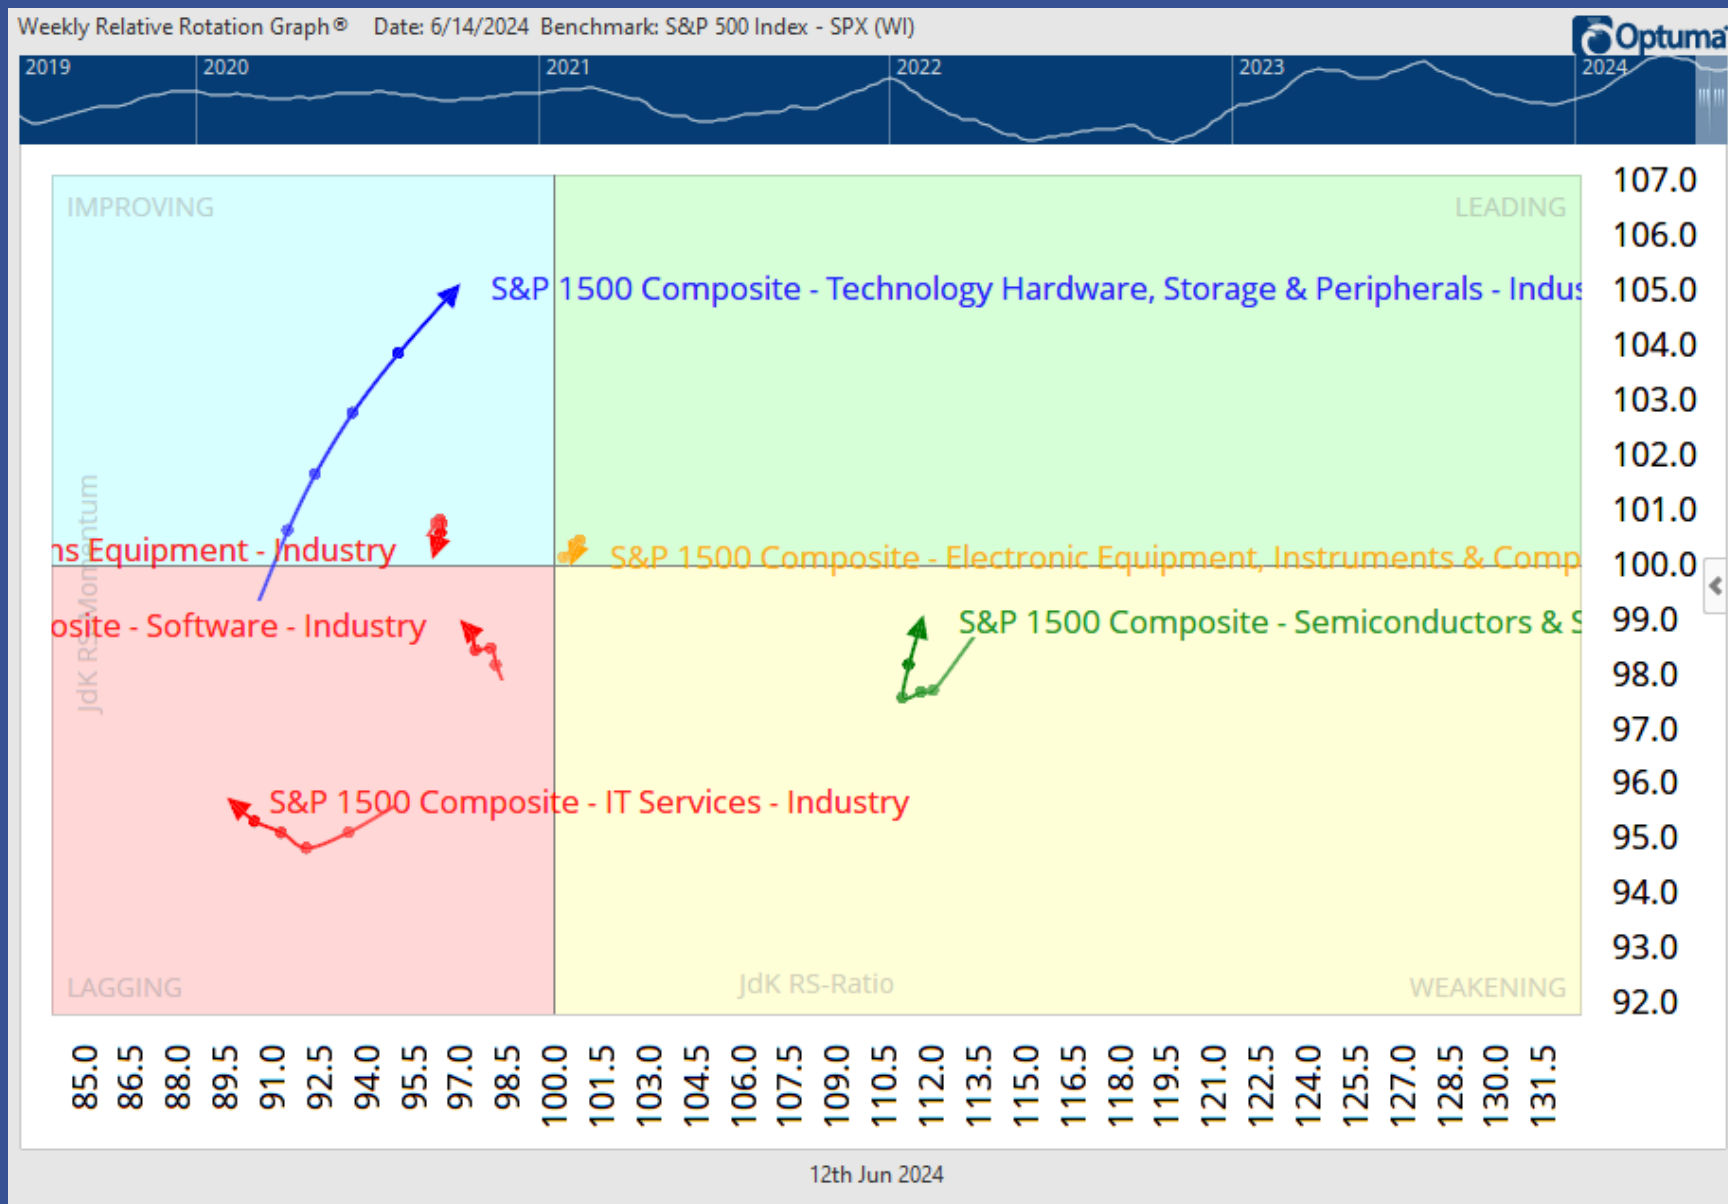 Weekly Relative Rotation Graph® Date: 6/14/2024 Benchmark: S&P 500 Index - SPX (WI)
Optuma
2019 2020 2021 2022 2023 2024
IMPROVING
LEADING
S&P 1500 Composite - Technology Hardware, Storage & Peripherals - Indus
ns Equipment - Industry
S&P 1500 Composite - Electronic Equipment, Instruments & Comp
osite - Software - Industry
S&P 1500 Composite - Semiconductors & S
S&P 1500 Composite - IT Services - Industry
JdK RS-Momentum
LAGGING
JdK RS-Ratio
WEAKENING
107.0
106.0
105.0
104.0
103.0
102.0
101.0
100.0
99.0
98.0
97.0
96.0
95.0
94.0
93.0
92.0
85.0 86.5 88.0 89.5 91.0 92.5 94.0 95.5 97.0 98.5 100.0 101.5 103.0 104.5 106.0 107.5 109.0 110.5 112.0 113.5 115.0 116.5 118.0 119.5 121.0 122.5 124.0 125.5 127.0 128.5 130.0 131.5
12th Jun 2024